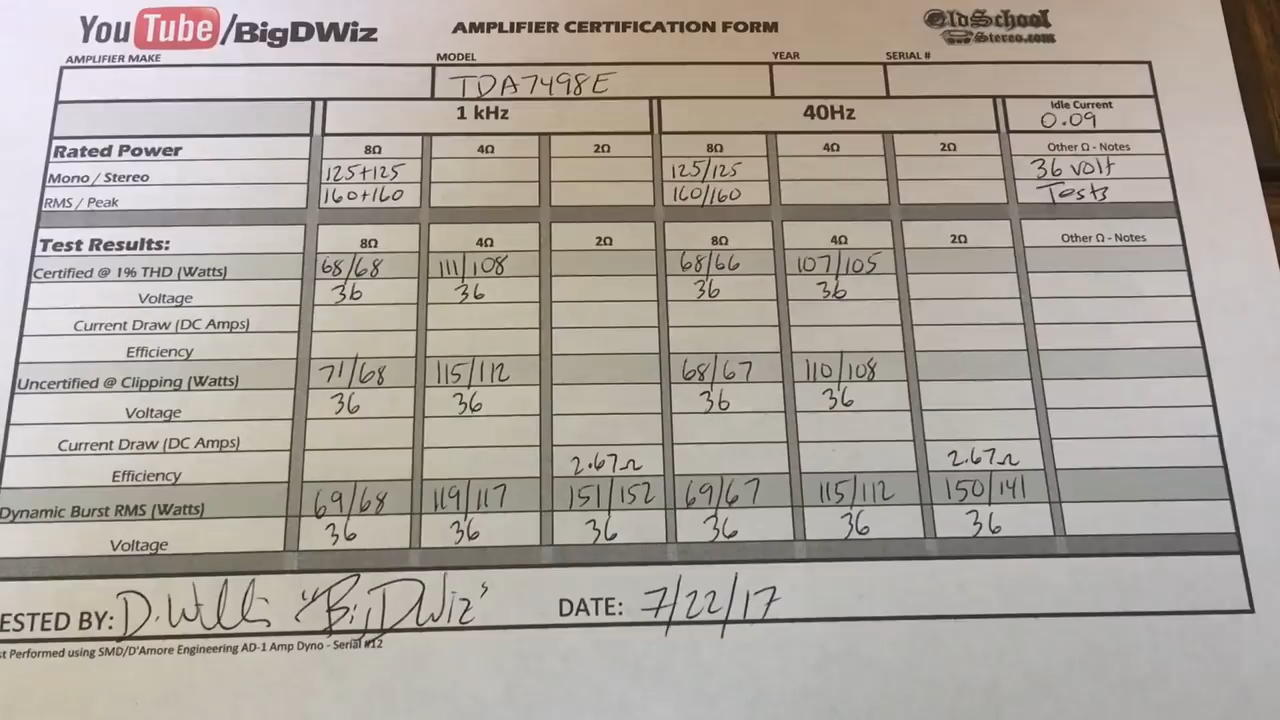 YouTube/BigDWiz AMPLIFIER CERTIFICATION FORM OldSchool Stereo.com
AMPLIFIER MAKE MODEL YEAR SERIAL #
TDA7498E
1 kHz 40Hz Idle Current
0.09
Rated Power 8Ω 4Ω 2Ω 8Ω 4Ω 2Ω Other Ω - Notes
Mono / Stereo 125+125 125/125 36 volt
RMS / Peak 160+160 160/160 Tests
Test Results: 8Ω 4Ω 2Ω 8Ω 4Ω 2Ω Other Ω - Notes
Certified @ 1% THD (Watts) 68/68 111/108 68/66 107/105
Voltage 36 36 36 36
Current Draw (DC Amps)
Efficiency
Uncertified @ Clipping (Watts) 71/68 115/112 68/67 110/108
Voltage 36 36 36 36
Current Draw (DC Amps)
Efficiency 2.67Ω 2.67Ω
Dynamic Burst RMS (Watts) 69/68 119/117 151/152 69/67 115/112 150/141
Voltage 36 36 36 36 36 36
ESTED BY: D. Willi "BigDWiz" DATE: 7/22/17
st Performed using SMD/D'Amore Engineering AD-1 Amp Dyno - Serial #12